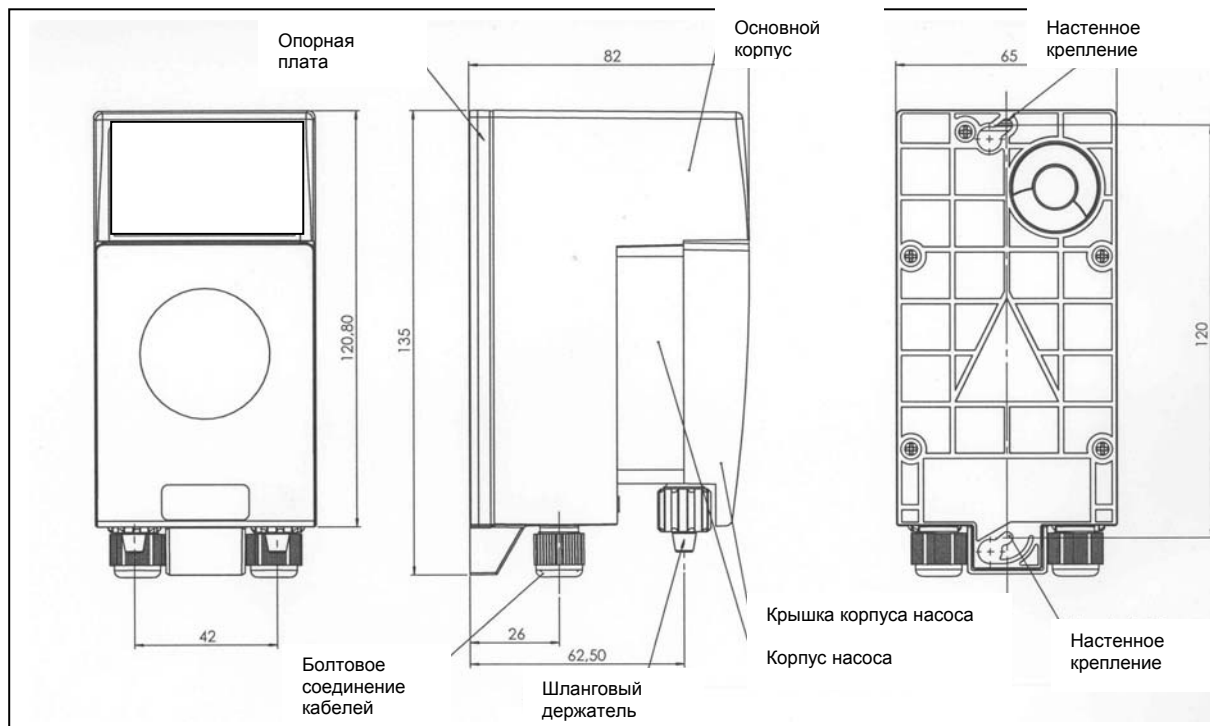 Опорная
плата
Основной
корпус
Настенное
крепление
82
65
120,80
135
120
42
26
62,50
Болтовое
соединение
кабелей
Шланговый
держатель
Крышка корпуса насоса
Корпус насоса
Настенное
крепление